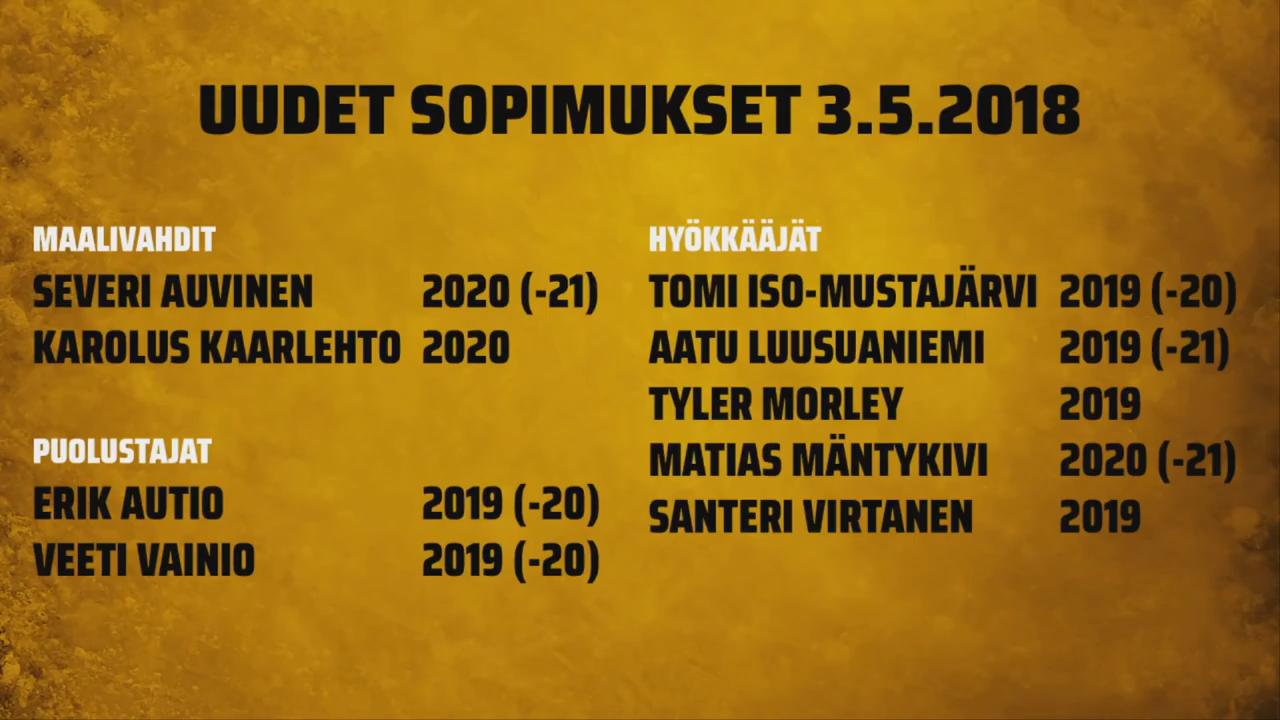 UUDET SOPIMUKSET 3.5.2018
MAALIVAHDIT
SEVERI AUVINEN 2020 (-21)
KAROLUS KAARLEHTO 2020
PUOLUSTAJAT
ERIK AUTIO 2019 (-20)
VEETI VAINIO 2019 (-20)
HYÖKKÄÄJÄT
TOMI ISO-MUSTAJÄRVI 2019 (-20)
AATU LUUSUANIEMI 2019 (-21)
TYLER MORLEY 2019
MATIAS MÄNTYKIVI 2020 (-21)
SANTERI VIRTANEN 2019